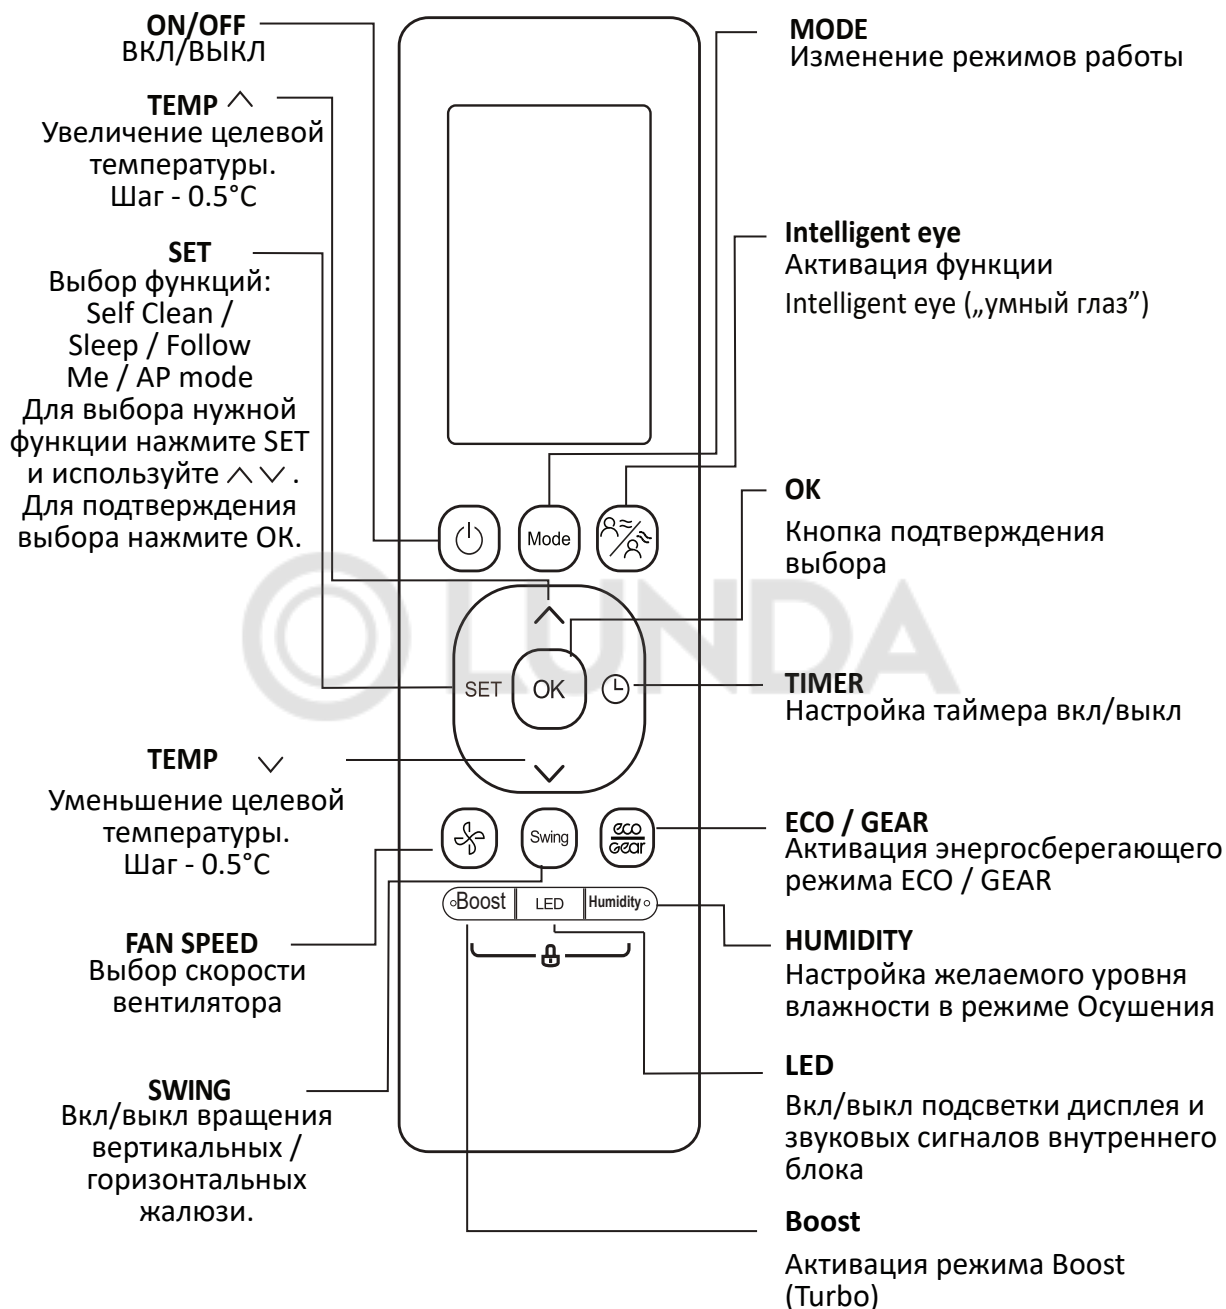 ON/OFF
ВКЛ/ВЫКЛ
TEMP
Увеличение целевой
температуры.
Шаг - 0.5°C
SET
Выбор функций:
Self Clean /
Sleep / Follow
Me / AP mode
Для выбора нужной
функции нажмите SET
и используйте ︿ ﹀ .
Для подтверждения
выбора нажмите ОК.
TEMP
Уменьшение целевой
температуры.
Шаг - 0.5°C
FAN SPEED
Выбор скорости
вентилятора
SWING
Вкл/выкл вращения
вертикальных /
горизонтальных
жалюзи.
Mode
SET
OK
Swing
eco
Gear
Boost
LED
Humidity
LUNDA
MODE
Изменение режимов работы
Intelligent eye
Активация функции
Intelligent eye („умный глаз”)
OK
Кнопка подтверждения
выбора
TIMER
Настройка таймера вкл/выкл
ECO / GEAR
Активация энергосберегающего
режима ECO / GEAR
HUMIDITY
Настройка желаемого уровня
влажности в режиме Осушения
LED
Вкл/выкл подсветки дисплея и
звуковых сигналов внутреннего
блока
Boost
Активация режима Boost
(Turbo)